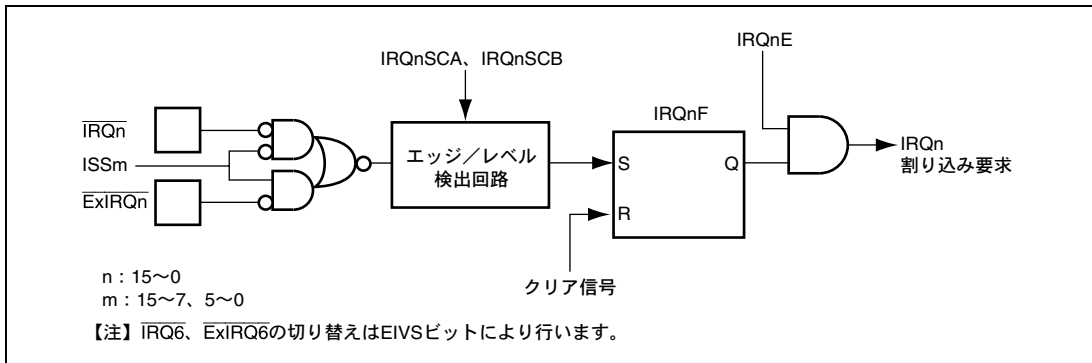 IRQnE
IRQnSCA、IRQnSCB
IRQnF
IRQn
ISSm
ExIRQn
エッジ／レベル
検出回路
S
Q
R
IRQn
割り込み要求
クリア信号
n：15～0
m：15～7、5～0
【注】IRQ6、ExIRQ6の切り替えはEIVSビットにより行います。